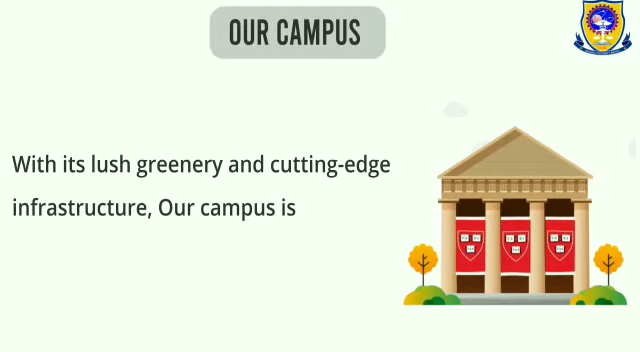 OUR CAMPUS
With its lush greenery and cutting-edge
infrastructure, Our campus is